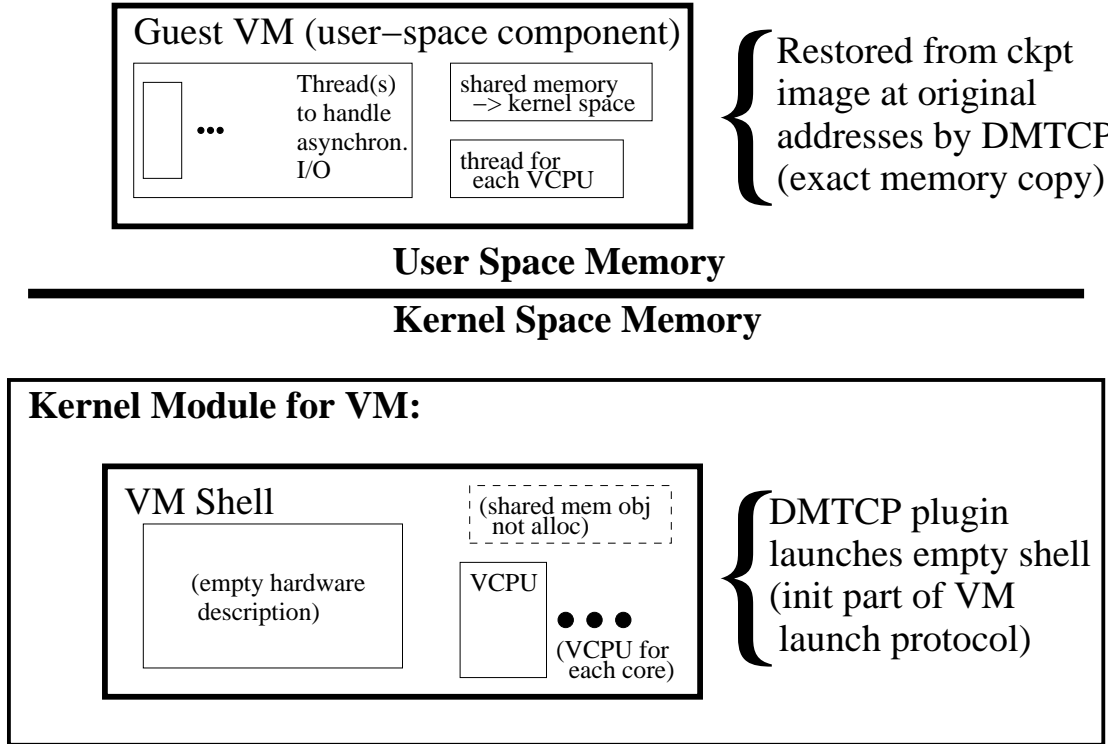 Guest VM (user−space component)
Thread(s)
to handle
asynchron.
I/O
shared memory
−> kernel space
thread for
each VCPU
Restored from ckpt
image at original
addresses by DMTCP
(exact memory copy)
User Space Memory
Kernel Space Memory
Kernel Module for VM:
VM Shell
(empty hardware
description)
(shared mem obj
not alloc)
VCPU
(VCPU for
each core)
DMTCP plugin
launches empty shell
(init part of VM
launch protocol)